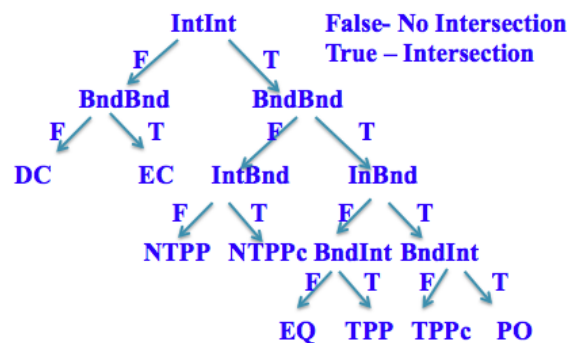 IntInt
False- No Intersection
True – Intersection
F T
BndBnd BndBnd
F T F T
DC EC IntBnd InBnd
F T F T
NTPP NTPPc BndInt BndInt
F T F T
EQ TPP TPPc PO